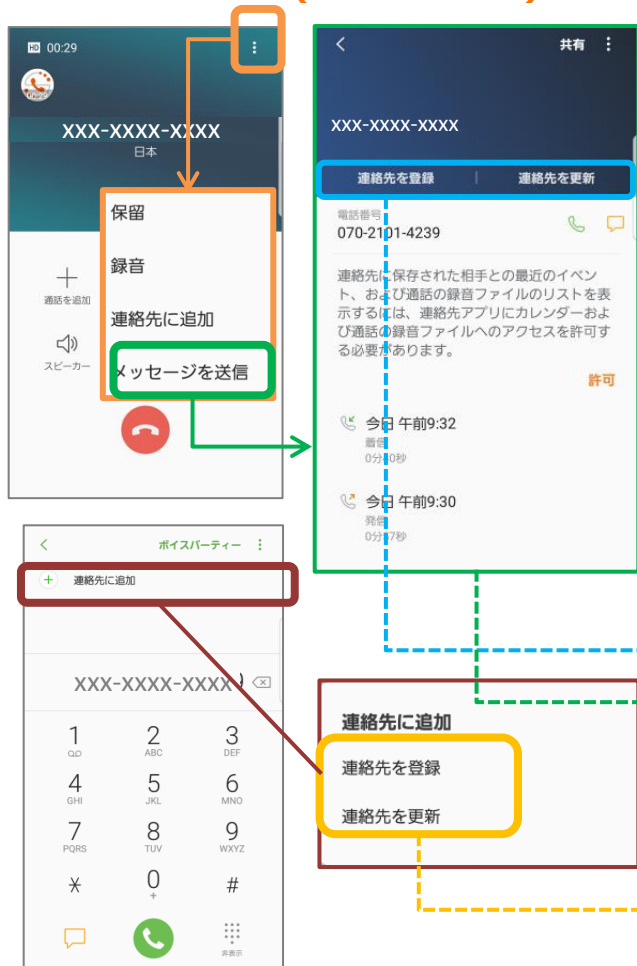 HD 00:29
XXX-XXXX-XXXX
日本
保留
録音
連絡先に追加
メッセージを送信
通話を追加
スピーカー
共有
XXX-XXXX-XXXX
連絡先を登録
連絡先を更新
電話番号
070-2101-4239
連絡先に保存された相手との最近のイベン
ト、および通話の録音ファイルのリストを表
示するには、連絡先アプリにカレンダーおよ
び通話の録音ファイルへのアクセスを許可す
る必要があります。
許可
今日 午前9:32
着信
今日 午前9:30
発信
ボイスパーティー
連絡先に追加
XXX-XXXX-XXXX
1
2 ABC
3 DEF
4 GHI
5 JKL
6 MNO
7 PQRS
8 TUV
9 WXYZ
*
0 +
#
非表示
連絡先に追加
連絡先を登録
連絡先を更新